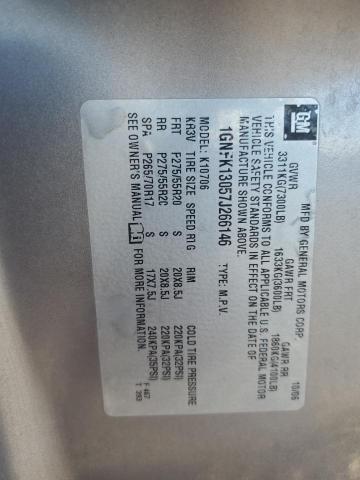 GM
MFD BY GENERAL MOTORS CORP.
10/06
GVWR GAWR FRT GAWR RR
3311KG(7300LB) 1633KG(3600LB) 1860KG(4100LB)
THIS VEHICLE CONFORMS TO ALL APPLICABLE U.S. FEDERAL MOTOR
VEHICLE SAFETY STANDARDS IN EFFECT ON THE DATE OF
MANUFACTURE SHOWN ABOVE.
1GNFK13057J266146 TYPE: M.P.V.
MODEL: K10706
KR3V TIRE SIZE SPEED RTG RIM COLD TIRE PRESSURE
FRT P275/55R20 S 20X8.5J 220KPA(32PSI)
RR P275/55R20 S 20X8.5J 220KPA(32PSI)
SPA P265/70R17 S 17X7.5J 240KPA(35PSI)
SEE OWNER'S MANUAL FOR MORE INFORMATION.
F 467
T 393